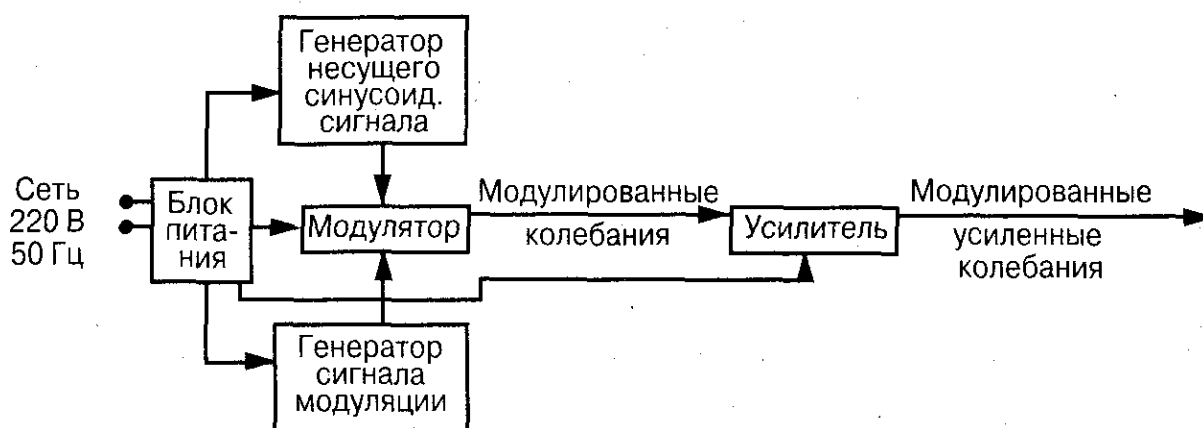 Генератор
несущего
синусоид.
сигнала
Сеть
220 В
50 Гц
Блок
пита-
ния
Модулятор
Модулированные
колебания
Усилитель
Модулированные
усиленные
колебания
Генератор
сигнала
модуляции